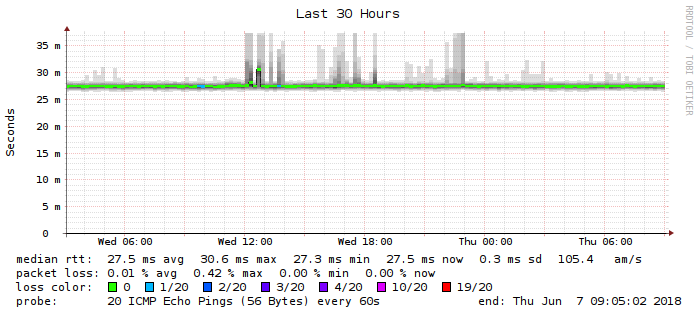 Last 30 Hours
RRDTOOL / TOBI OETIKER
Seconds
35 m
30 m
25 m
20 m
15 m
10 m
5 m
0
Wed 06:00 Wed 12:00 Wed 18:00 Thu 00:00 Thu 06:00
median rtt: 27.5 ms avg 30.6 ms max 27.3 ms min 27.5 ms now 0.3 ms sd 105.4 am/s
packet loss: 0.01 % avg 0.42 % max 0.00 % min 0.00 % now
loss color: 0 1/20 2/20 3/20 4/20 10/20 19/20
probe: 20 ICMP Echo Pings (56 Bytes) every 60s end: Thu Jun 7 09:05:02 2018